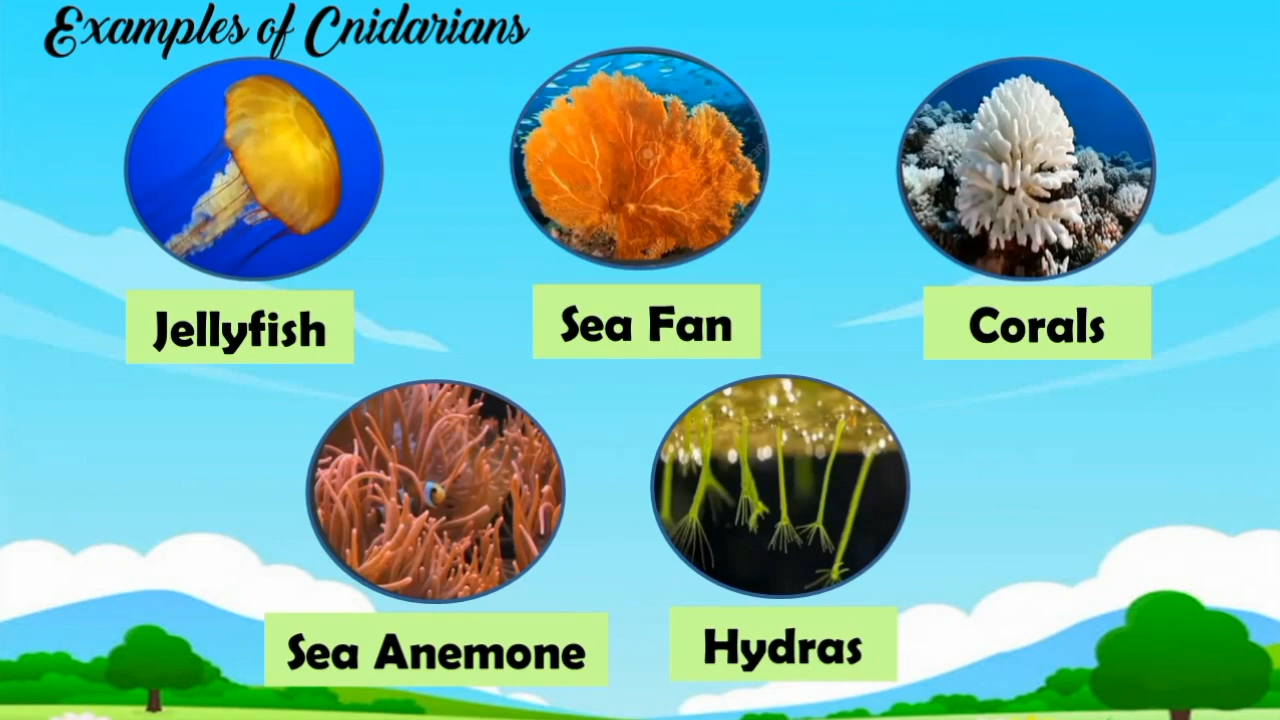 Examples of Cnidarians
Jellyfish
Sea Fan
Corals
Sea Anemone
Hydras